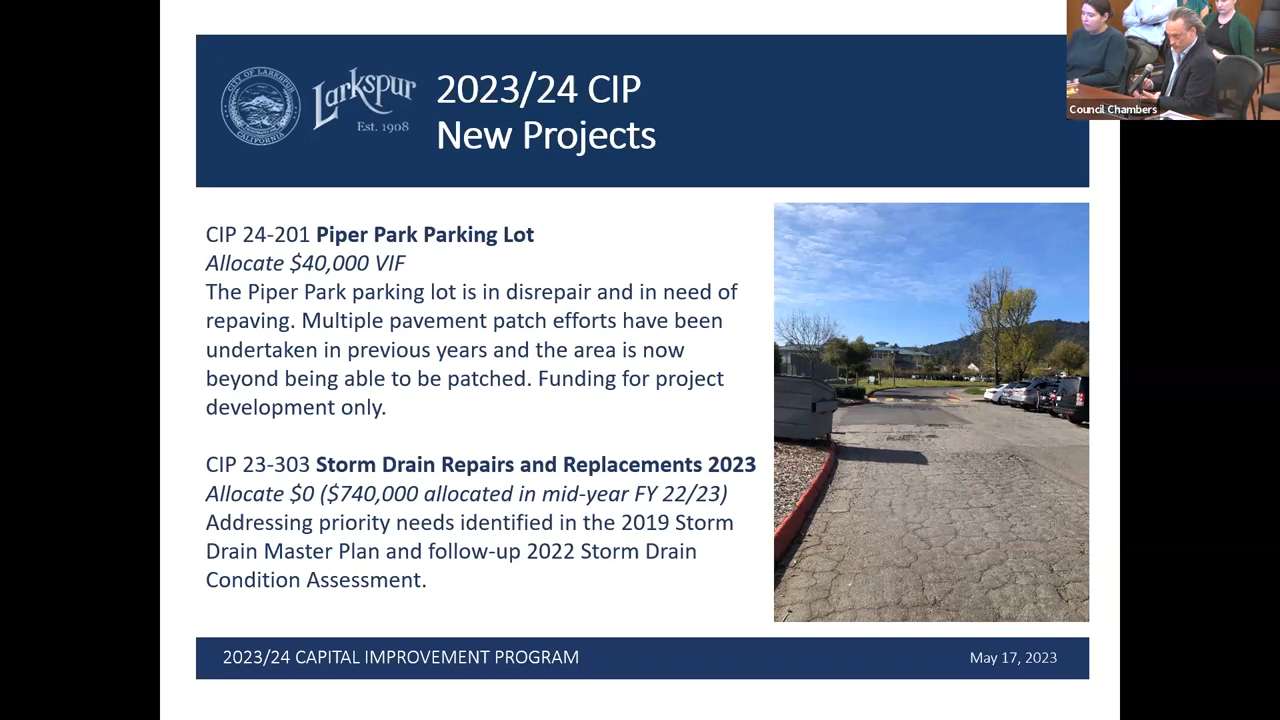 Council Chambers
CITY OF LARKSPUR
CALIFORNIA
Larkspur
Est. 1908
2023/24 CIP
New Projects
CIP 24-201 Piper Park Parking Lot
Allocate $40,000 VIF
The Piper Park parking lot is in disrepair and in need of
repaving. Multiple pavement patch efforts have been
undertaken in previous years and the area is now
beyond being able to be patched. Funding for project
development only.
CIP 23-303 Storm Drain Repairs and Replacements 2023
Allocate $0 ($740,000 allocated in mid-year FY 22/23)
Addressing priority needs identified in the 2019 Storm
Drain Master Plan and follow-up 2022 Storm Drain
Condition Assessment.
2023/24 CAPITAL IMPROVEMENT PROGRAM
May 17, 2023